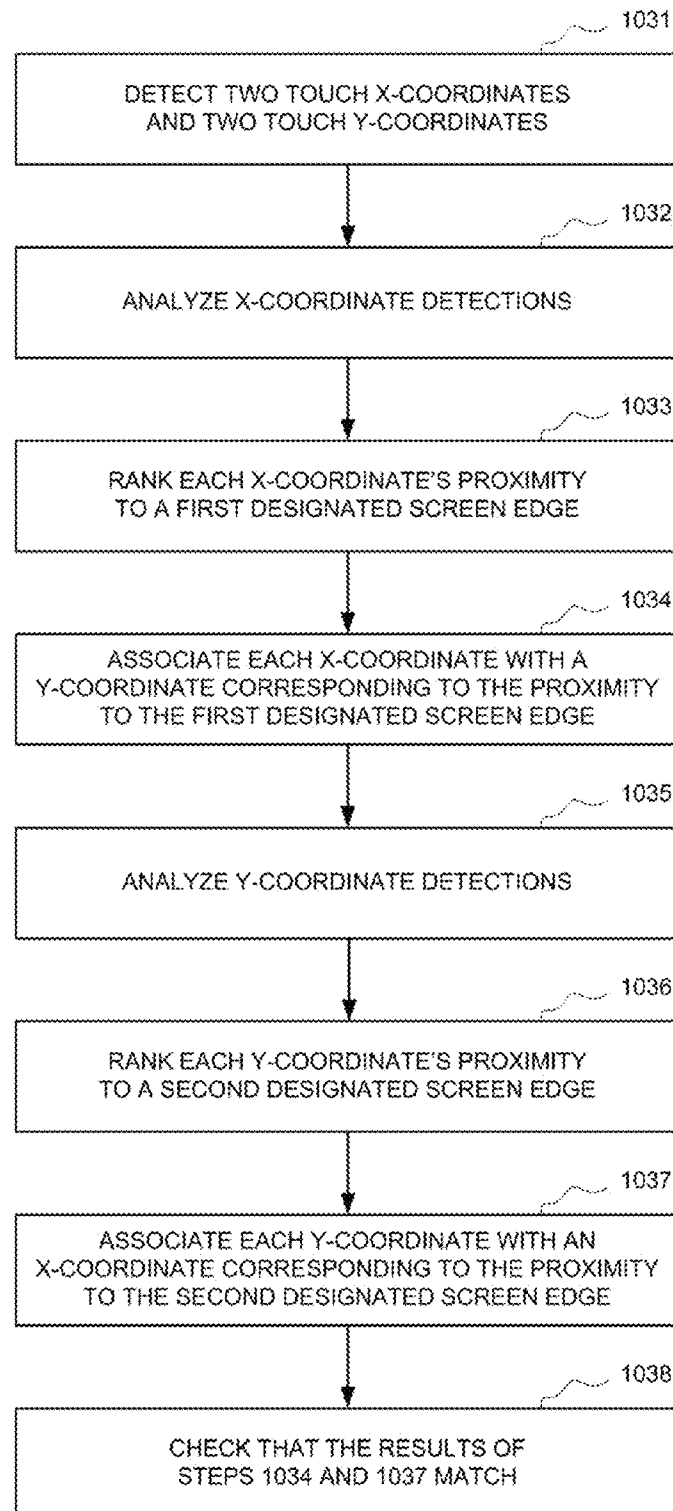 1031
DETECT TWO TOUCH X-COORDINATES
AND TWO TOUCH Y-COORDINATES
1032
ANALYZE X-COORDINATE DETECTIONS
1033
RANK EACH X-COORDINATE'S PROXIMITY
TO A FIRST DESIGNATED SCREEN EDGE
1034
ASSOCIATE EACH X-COORDINATE WITH A
Y-COORDINATE CORRESPONDING TO THE PROXIMITY
TO THE FIRST DESIGNATED SCREEN EDGE
1035
ANALYZE Y-COORDINATE DETECTIONS
1036
RANK EACH Y-COORDINATE'S PROXIMITY
TO A SECOND DESIGNATED SCREEN EDGE
1037
ASSOCIATE EACH Y-COORDINATE WITH AN
X-COORDINATE CORRESPONDING TO THE PROXIMITY
TO THE SECOND DESIGNATED SCREEN EDGE
1038
CHECK THAT THE RESULTS OF
STEPS 1034 AND 1037 MATCH